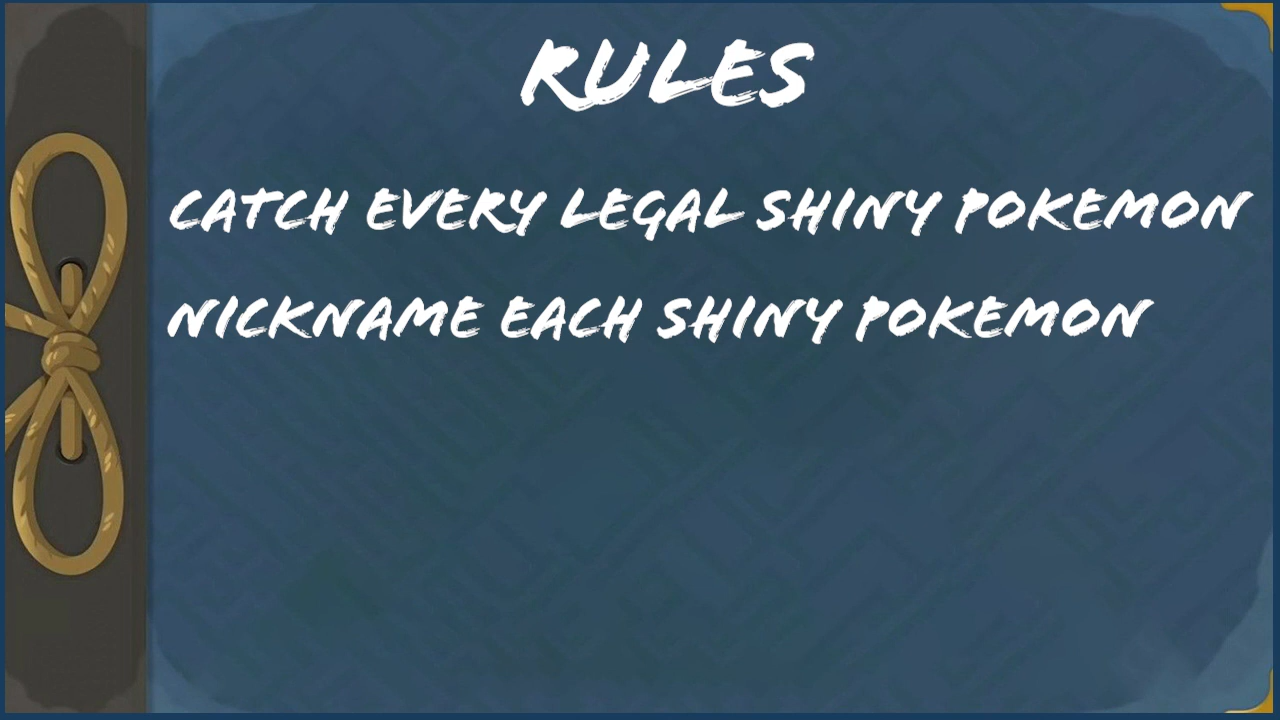 RULES
CATCH EVERY LEGAL SHINY POKEMON
NICKNAME EACH SHINY POKEMON